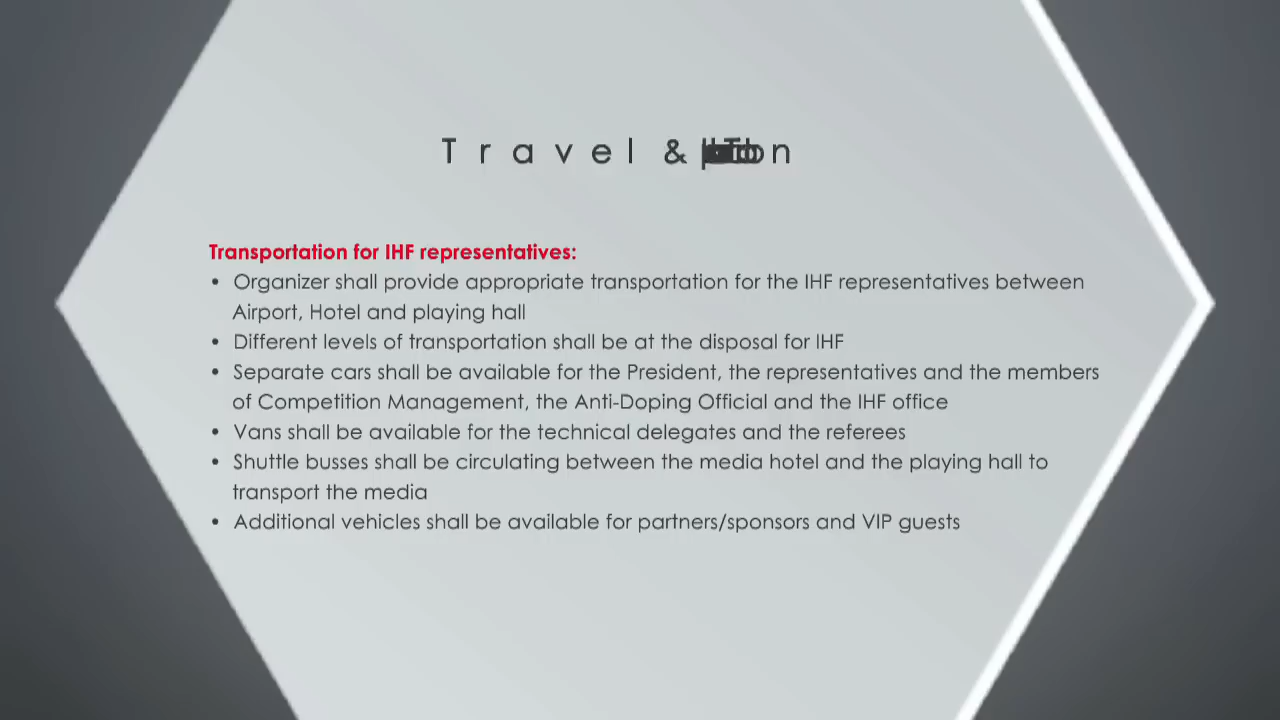 Travel &
Transportation for IHF representatives:
• Organizer shall provide appropriate transportation for the IHF representatives between
Airport, Hotel and playing hall
• Different levels of transportation shall be at the disposal for IHF
• Separate cars shall be available for the President, the representatives and the members
of Competition Management, the Anti-Doping Official and the IHF office
• Vans shall be available for the technical delegates and the referees
• Shuttle busses shall be circulating between the media hotel and the playing hall to
transport the media
• Additional vehicles shall be available for partners/sponsors and VIP guests